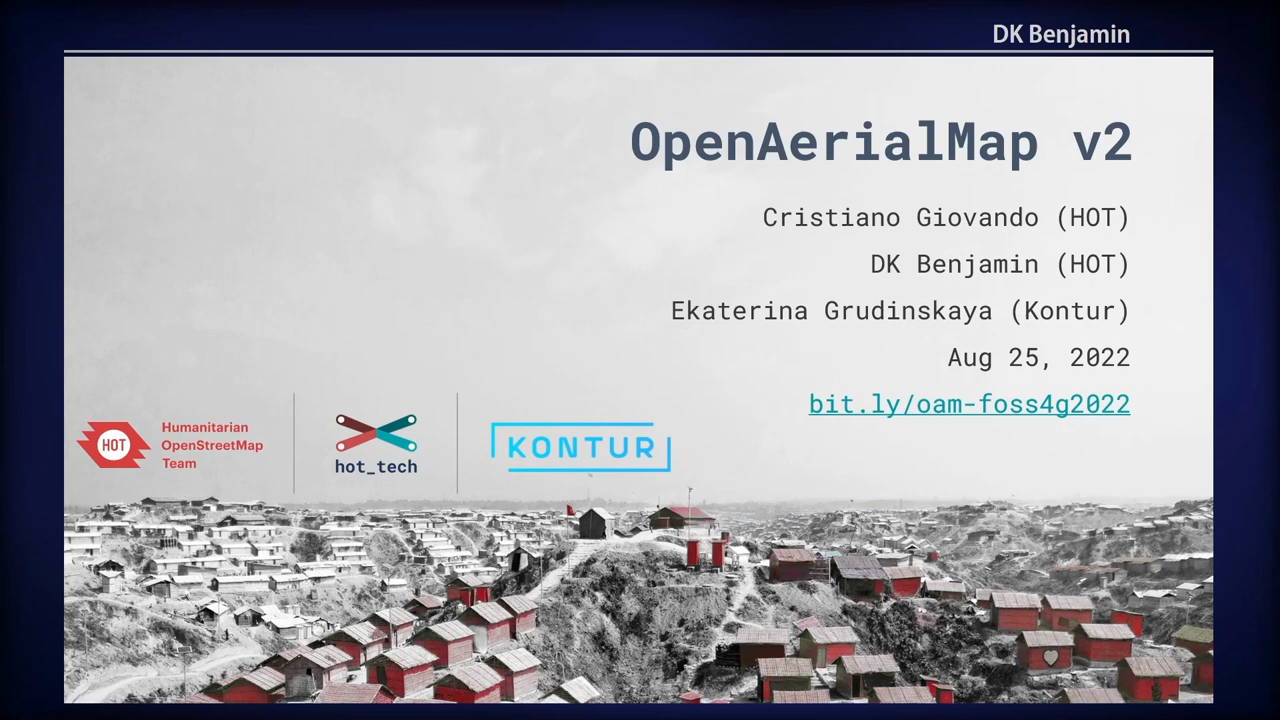 DK Benjamin
OpenAerialMap v2
Cristiano Giovando (HOT)
DK Benjamin (HOT)
Ekaterina Grudinskaya (Kontur)
Aug 25, 2022
bit.ly/oam-foss4g2022
HOT
Humanitarian
OpenStreetMap
Team
hot_tech
KONTUR